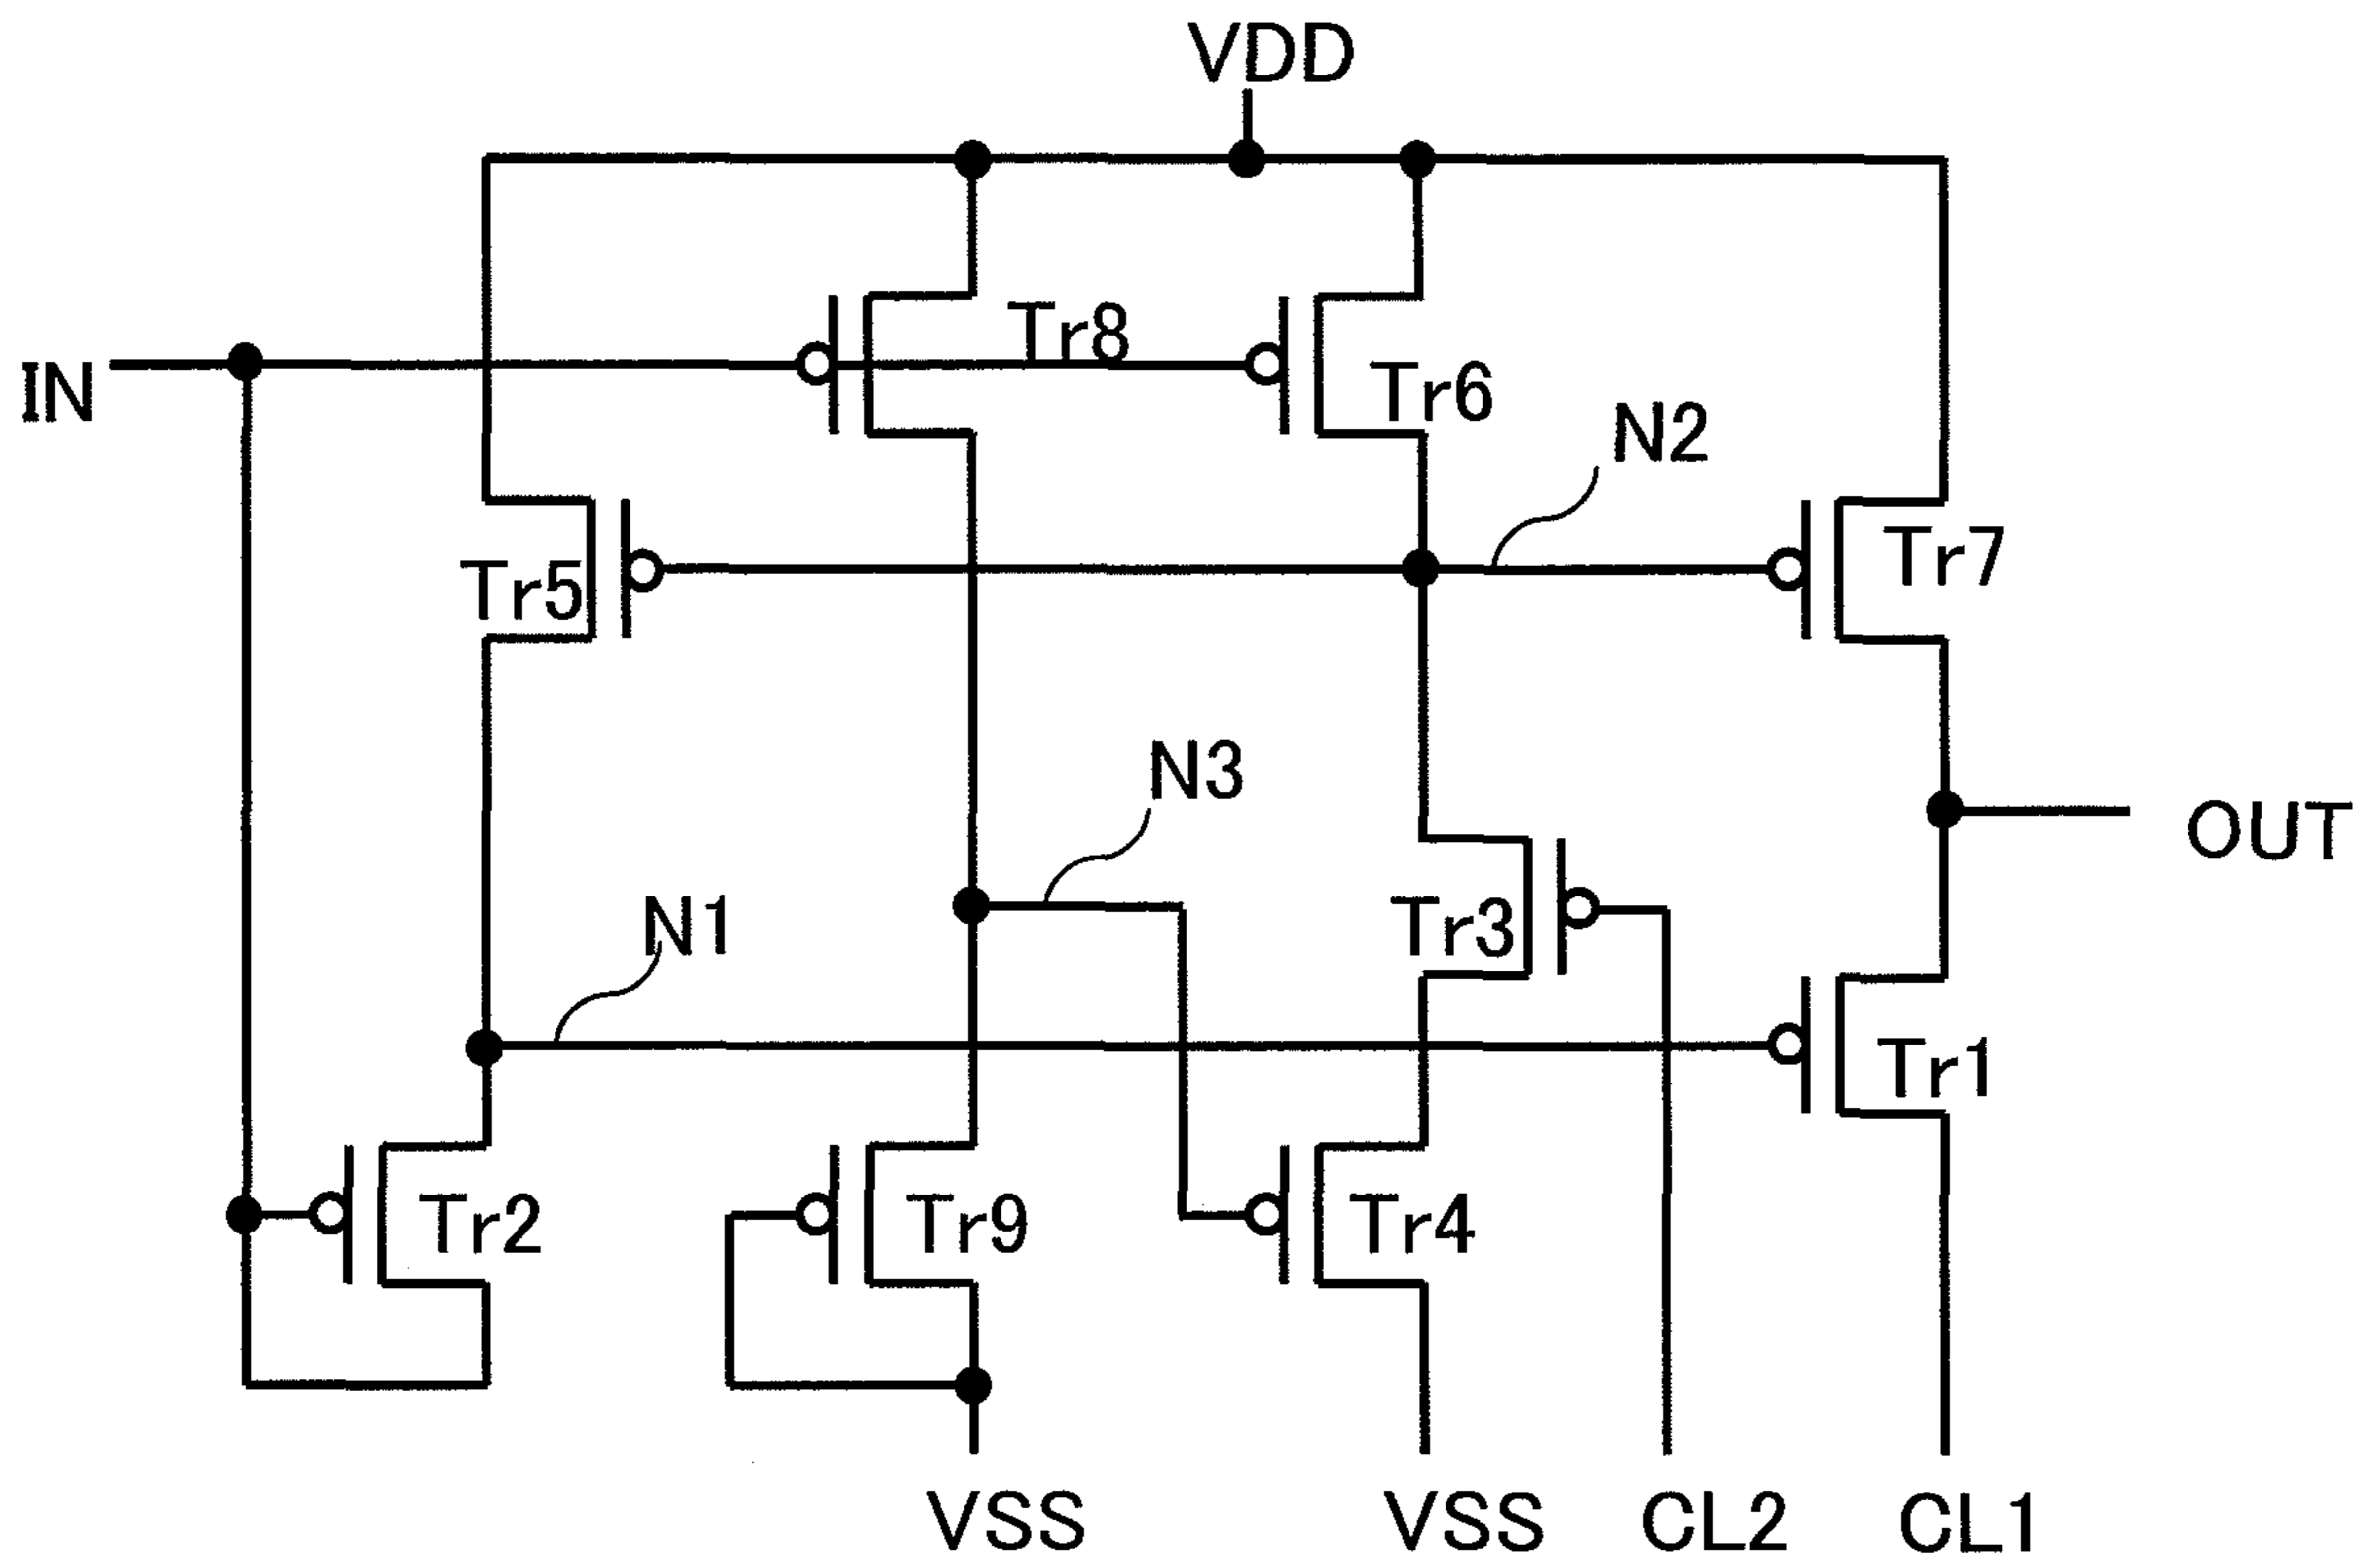 VDD
IN
Tr8
Tr6
N2
Tr5
Tr7
N3
OUT
N1
Tr3
Tr1
Tr2
Tr9
Tr4
VSS
VSS
CL2
CL1